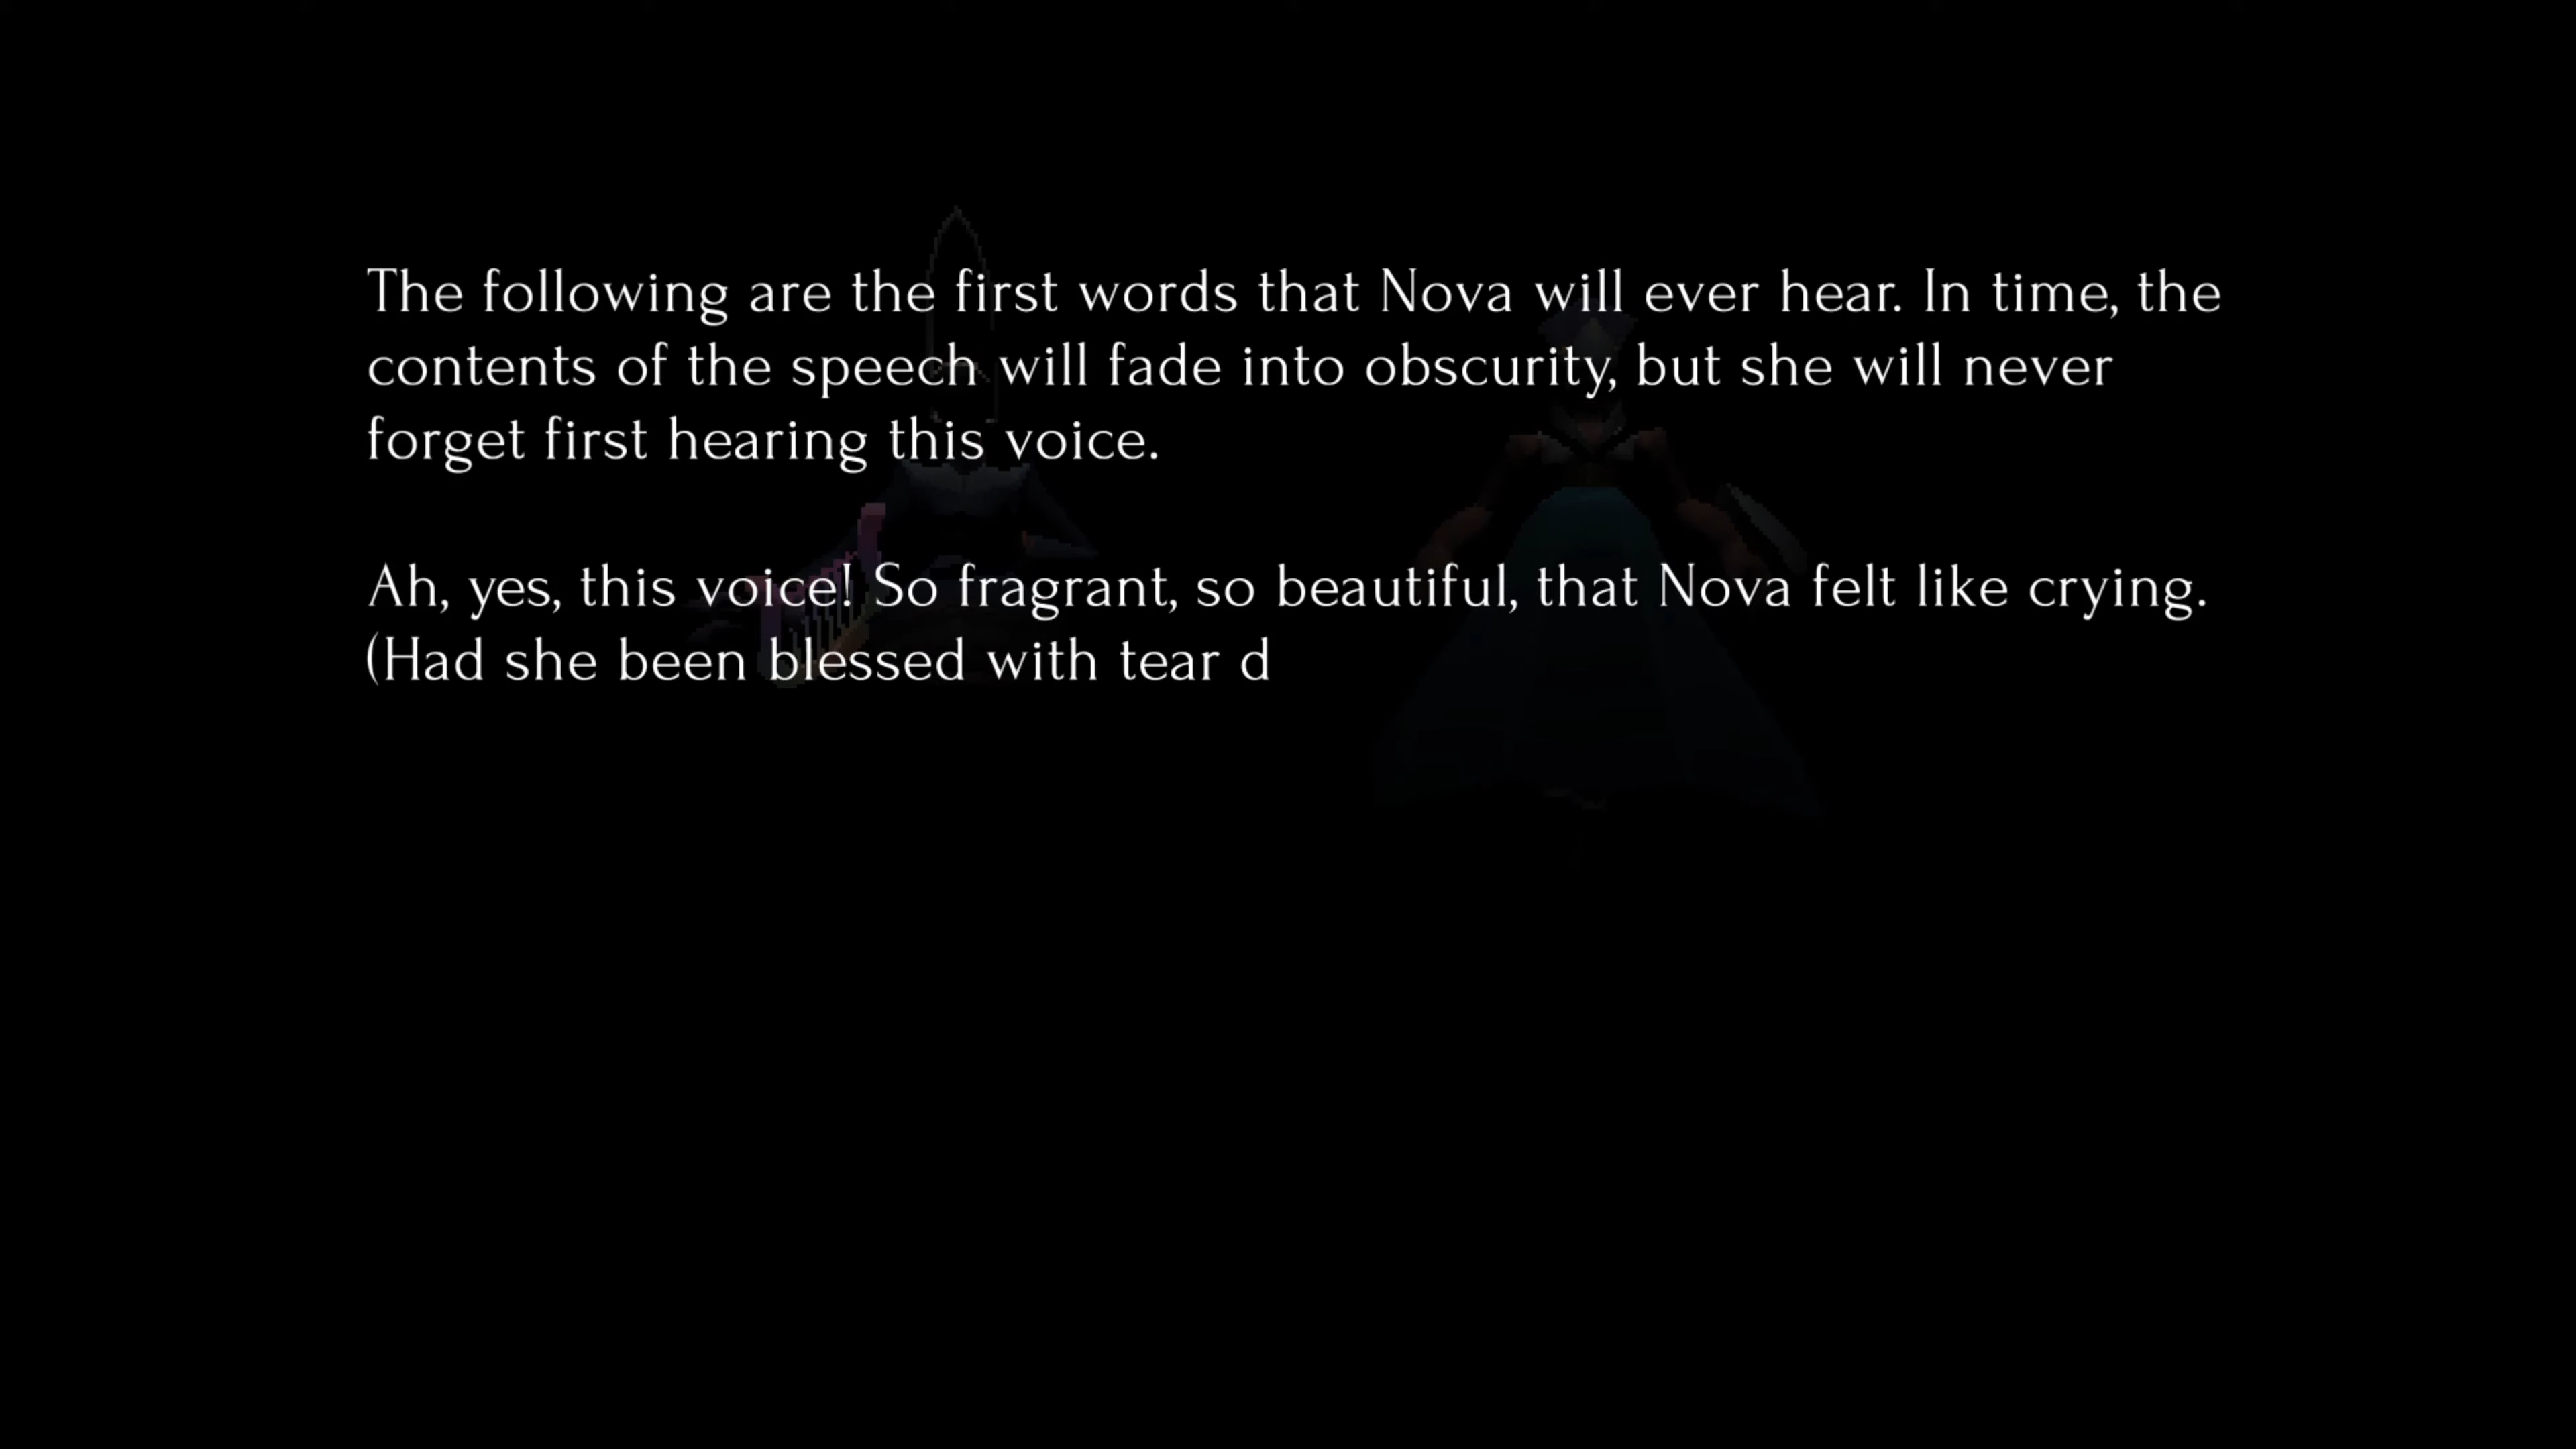 The following are the first words that Nova will ever hear. In time, the
contents of the speech will fade into obscurity, but she will never
forget first hearing this voice.
Ah, yes, this voice! So fragrant, so beautiful, that Nova felt like crying.
(Had she been blessed with tear d